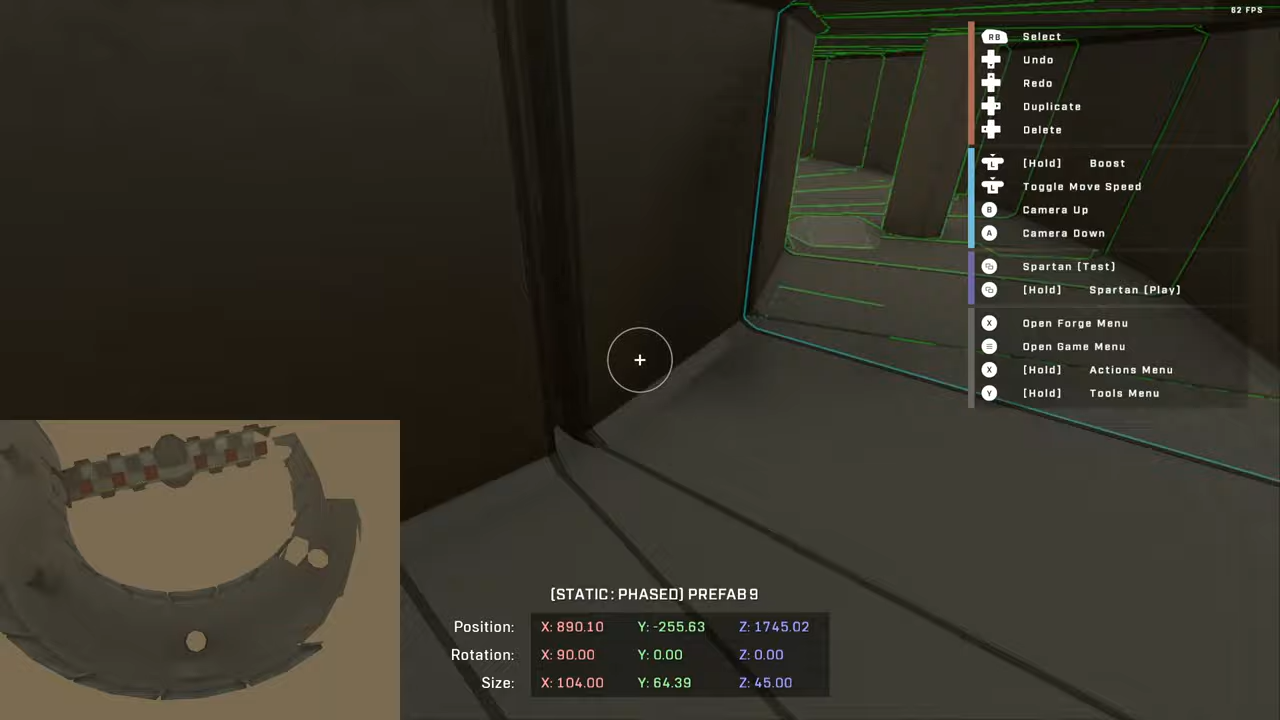 62 FPS
RB Select
Undo
Redo
Duplicate
Delete
L [Hold] Boost
L Toggle Move Speed
B Camera Up
A Camera Down
Spartan (Test)
[Hold] Spartan (Play)
X Open Forge Menu
Open Game Menu
X [Hold] Actions Menu
Y [Hold] Tools Menu
[STATIC: PHASED] PREFAB 9
Position: X: 890.10 Y: -255.63 Z: 1745.02
Rotation: X: 90.00 Y: 0.00 Z: 0.00
Size: X: 104.00 Y: 64.39 Z: 45.00